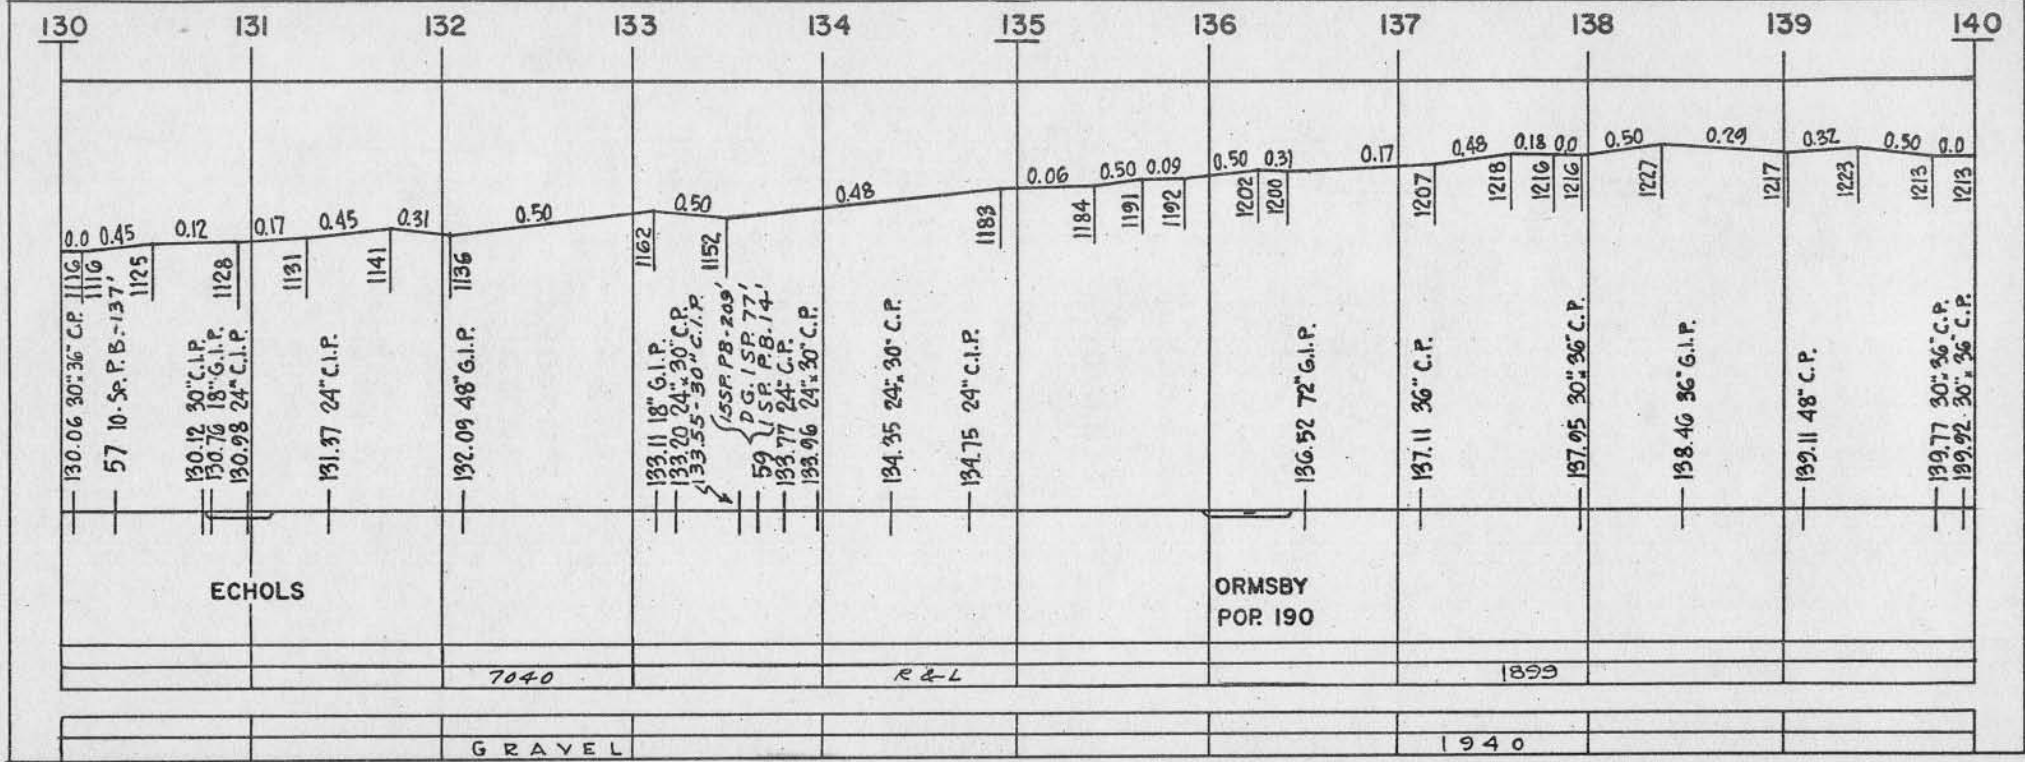 130 131 132 133 134 135 136 137 138 139 140
0.0 0.45 0.12 0.17 0.45 0.31 0.50 0.50 0.48 0.06 0.50 0.09 0.50 0.31 0.17 0.48 0.18 0.0 0.50 0.29 0.32 0.50 0.0
1116
1116
1125
1128
1131
1141
1136
1162
1152
1183
1184
1191
1192
1202
1200
1207
1218
1216
1216
1227
1217
1223
1213
1213
130.06 30"x36" C.P.
57 10-SP. P.B.-137'
130.12 30" C.I.P.
130.76 18" G.I.P.
130.98 24" C.I.P.
131.37 24" C.I.P.
132.09 48" G.I.P.
133.11 18" G.I.P.
133.20 24"x30" C.P.
133.55-30" C.I.P.
15SP. PB-209'
DG. 1 SP. 77'
59 1 SP. P.B. 14'
133.77 24" C.P.
133.96 24"x30" C.P.
134.35 24"x30" C.P.
134.75 24" C.I.P.
136.52 72" G.I.P.
137.11 36" C.P.
137.95 30"x36" C.P.
138.46 36" G.I.P.
139.11 48" C.P.
139.77 30"x36" C.P.
139.92 30"x36" C.P.
ECHOLS
ORMSBY
POP. 190
7040 R & L 1899
GRAVEL 1940